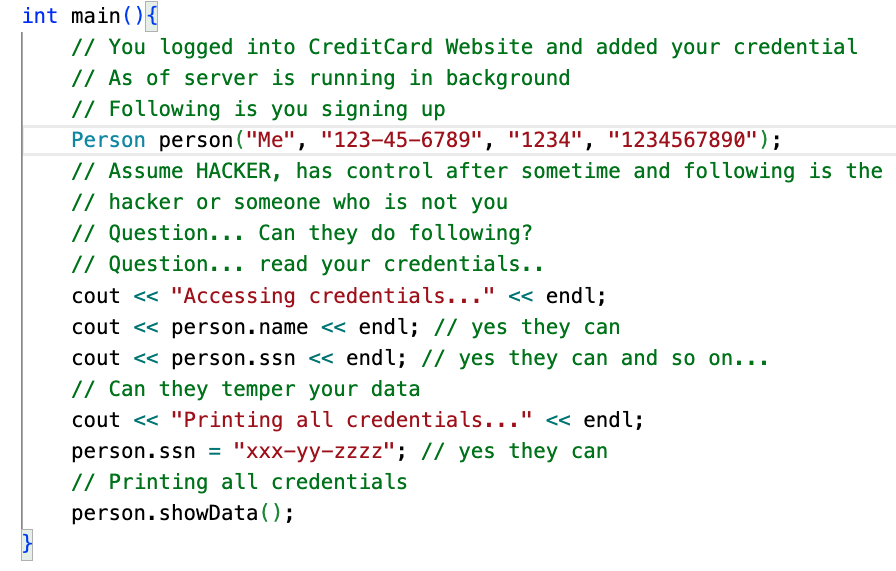 int main(){
// You logged into CreditCard Website and added your credential
// As of server is running in background
// Following is you signing up
Person person("Me", "123-45-6789", "1234", "1234567890");
// Assume HACKER, has control after sometime and following is the
// hacker or someone who is not you
// Question... Can they do following?
// Question... read your credentials..
cout << "Accessing credentials..." << endl;
cout << person.name << endl; // yes they can
cout << person.ssn << endl; // yes they can and so on...
// Can they temper your data
cout << "Printing all credentials..." << endl;
person.ssn = "xxx-yy-zzzz"; // yes they can
// Printing all credentials
person.showData();
}